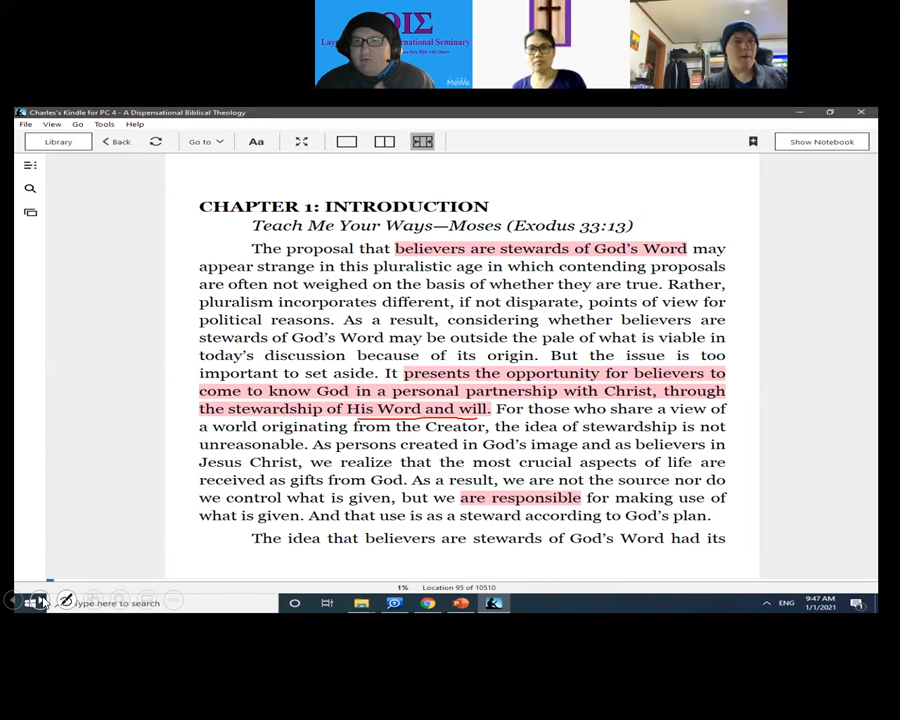 ΟΙΣ
International Seminary
MeWe
Charles's Kindle for PC 4 - A Dispensational Biblical Theology
File View Go Tools Help
Library Back Go to Aa Show Notebook
CHAPTER 1: INTRODUCTION
Teach Me Your Ways—Moses (Exodus 33:13)
The proposal that believers are stewards of God's Word may
appear strange in this pluralistic age in which contending proposals
are often not weighed on the basis of whether they are true. Rather,
pluralism incorporates different, if not disparate, points of view for
political reasons. As a result, considering whether believers are
stewards of God's Word may be outside the pale of what is viable in
today's discussion because of its origin. But the issue is too
important to set aside. It presents the opportunity for believers to
come to know God in a personal partnership with Christ, through
the stewardship of His Word and will. For those who share a view of
a world originating from the Creator, the idea of stewardship is not
unreasonable. As persons created in God's image and as believers in
Jesus Christ, we realize that the most crucial aspects of life are
received as gifts from God. As a result, we are not the source nor do
we control what is given, but we are responsible for making use of
what is given. And that use is as a steward according to God's plan.
The idea that believers are stewards of God's Word had its
1% Location 95 of 10510
Type here to search
ENG
9:47 AM
1/1/2021
1